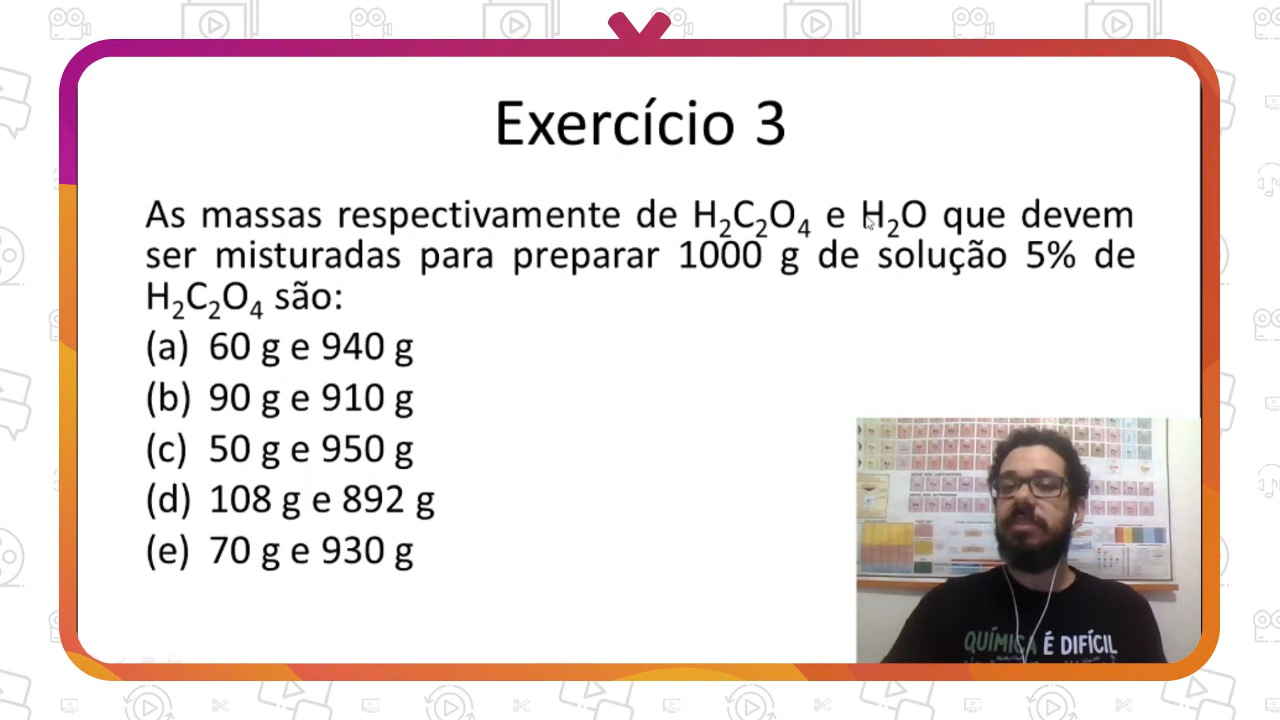 Exercício 3
As massas respectivamente de H₂C₂O₄ e H₂O que devem
ser misturadas para preparar 1000 g de solução 5% de
H₂C₂O₄ são:
(a) 60 g e 940 g
(b) 90 g e 910 g
(c) 50 g e 950 g
(d) 108 g e 892 g
(e) 70 g e 930 g
QUÍMICA É DIFÍCIL